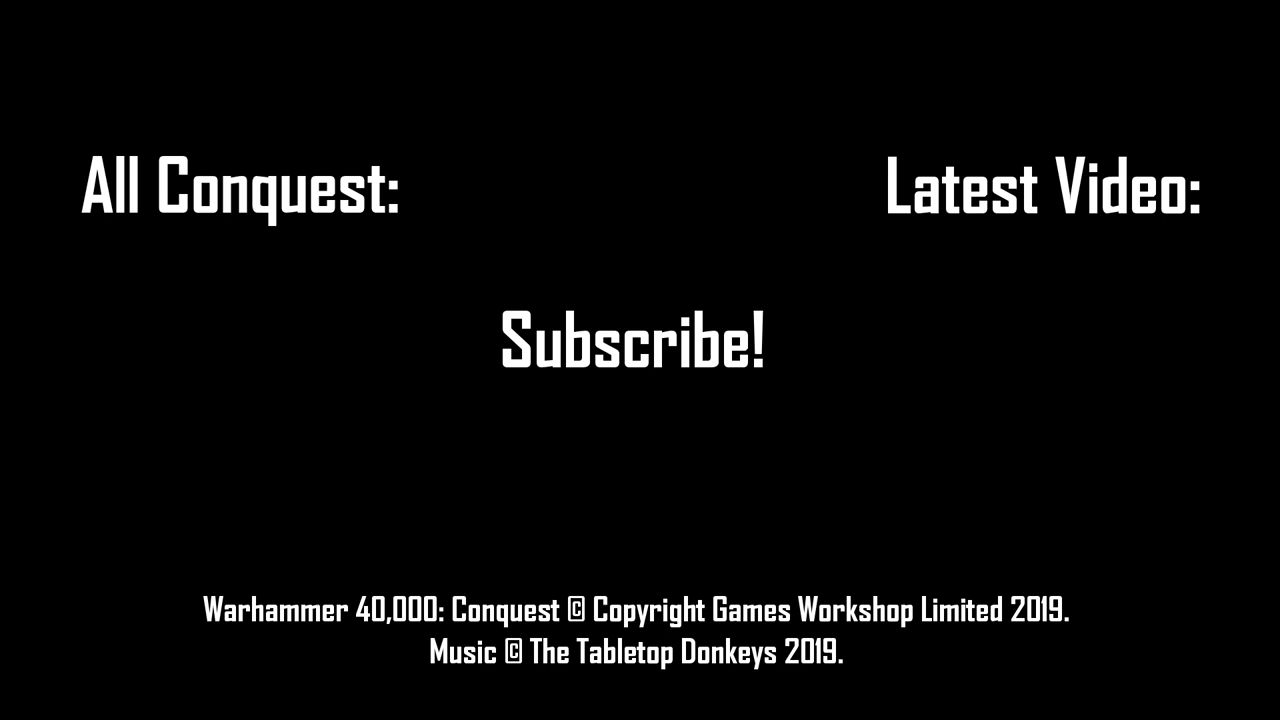 All Conquest:
Latest Video:
Subscribe!
Warhammer 40,000: Conquest © Copyright Games Workshop Limited 2019.
Music © The Tabletop Donkeys 2019.